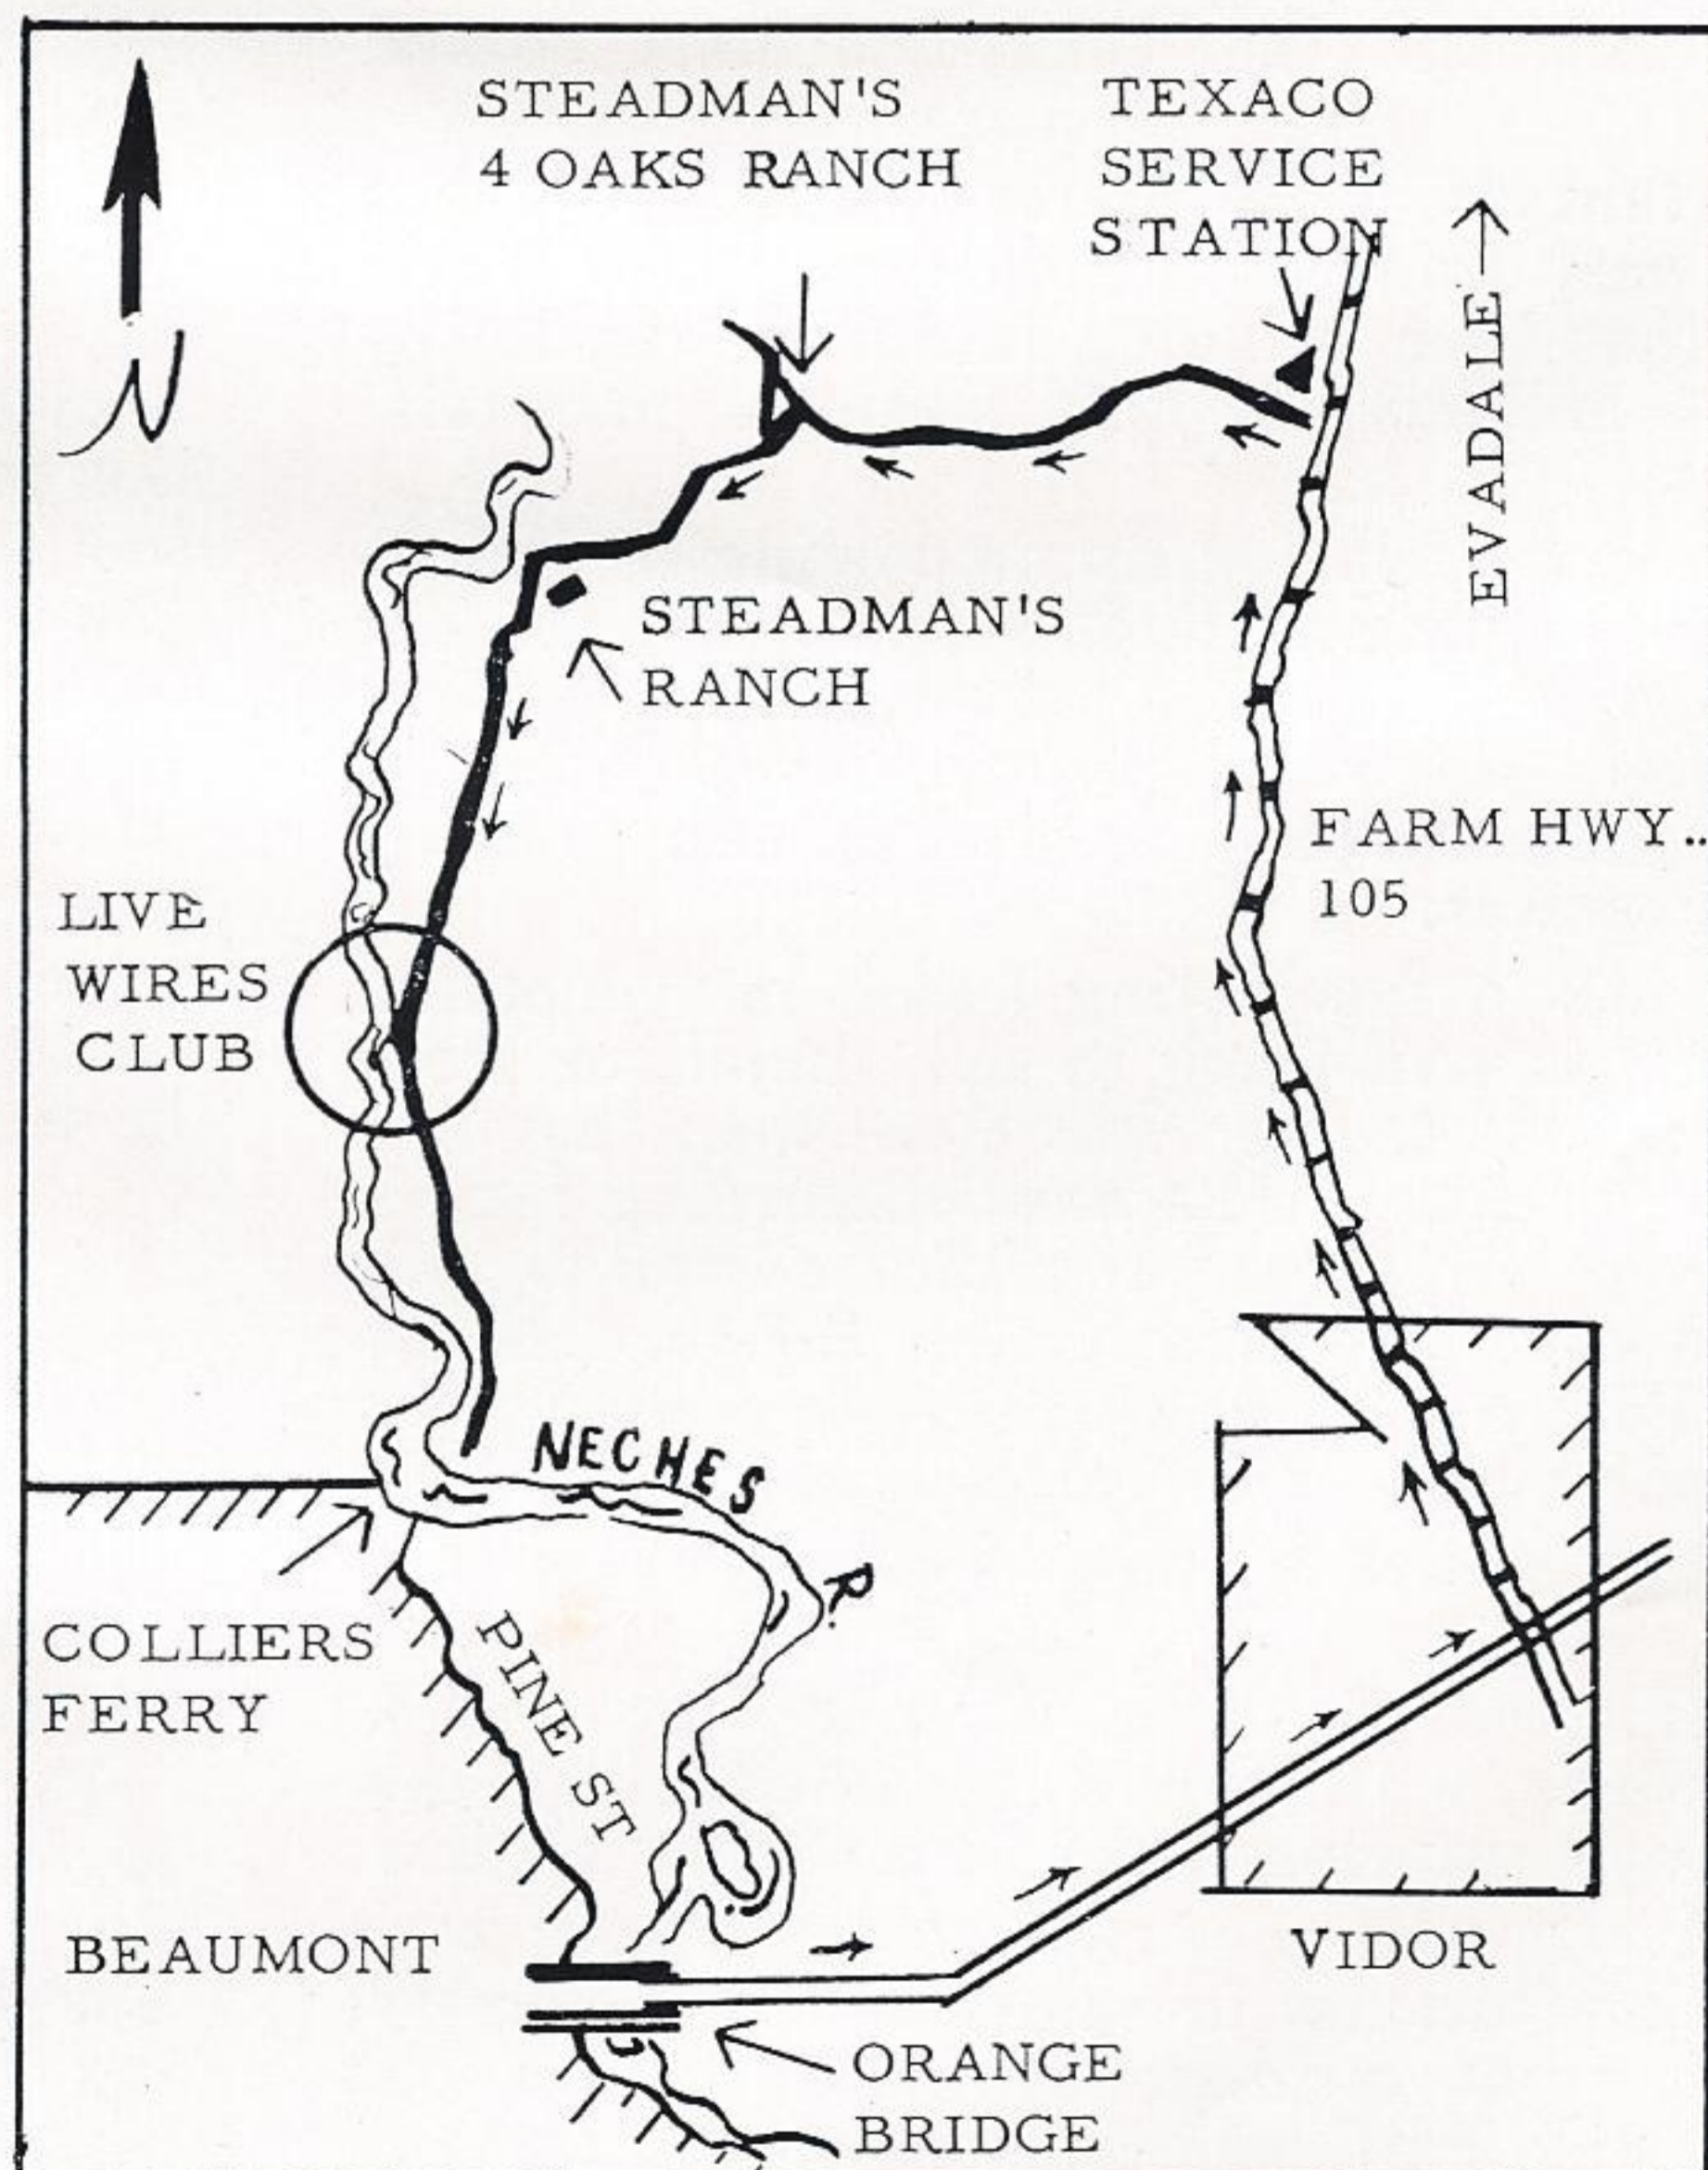 STEADMAN'S
4 OAKS RANCH
TEXACO
SERVICE
STATION
N
EVADALE
STEADMAN'S
RANCH
FARM HWY..
105
LIVE
WIRES
CLUB
NECHES
R.
COLLIERS
FERRY
PINE ST
BEAUMONT
VIDOR
ORANGE
BRIDGE